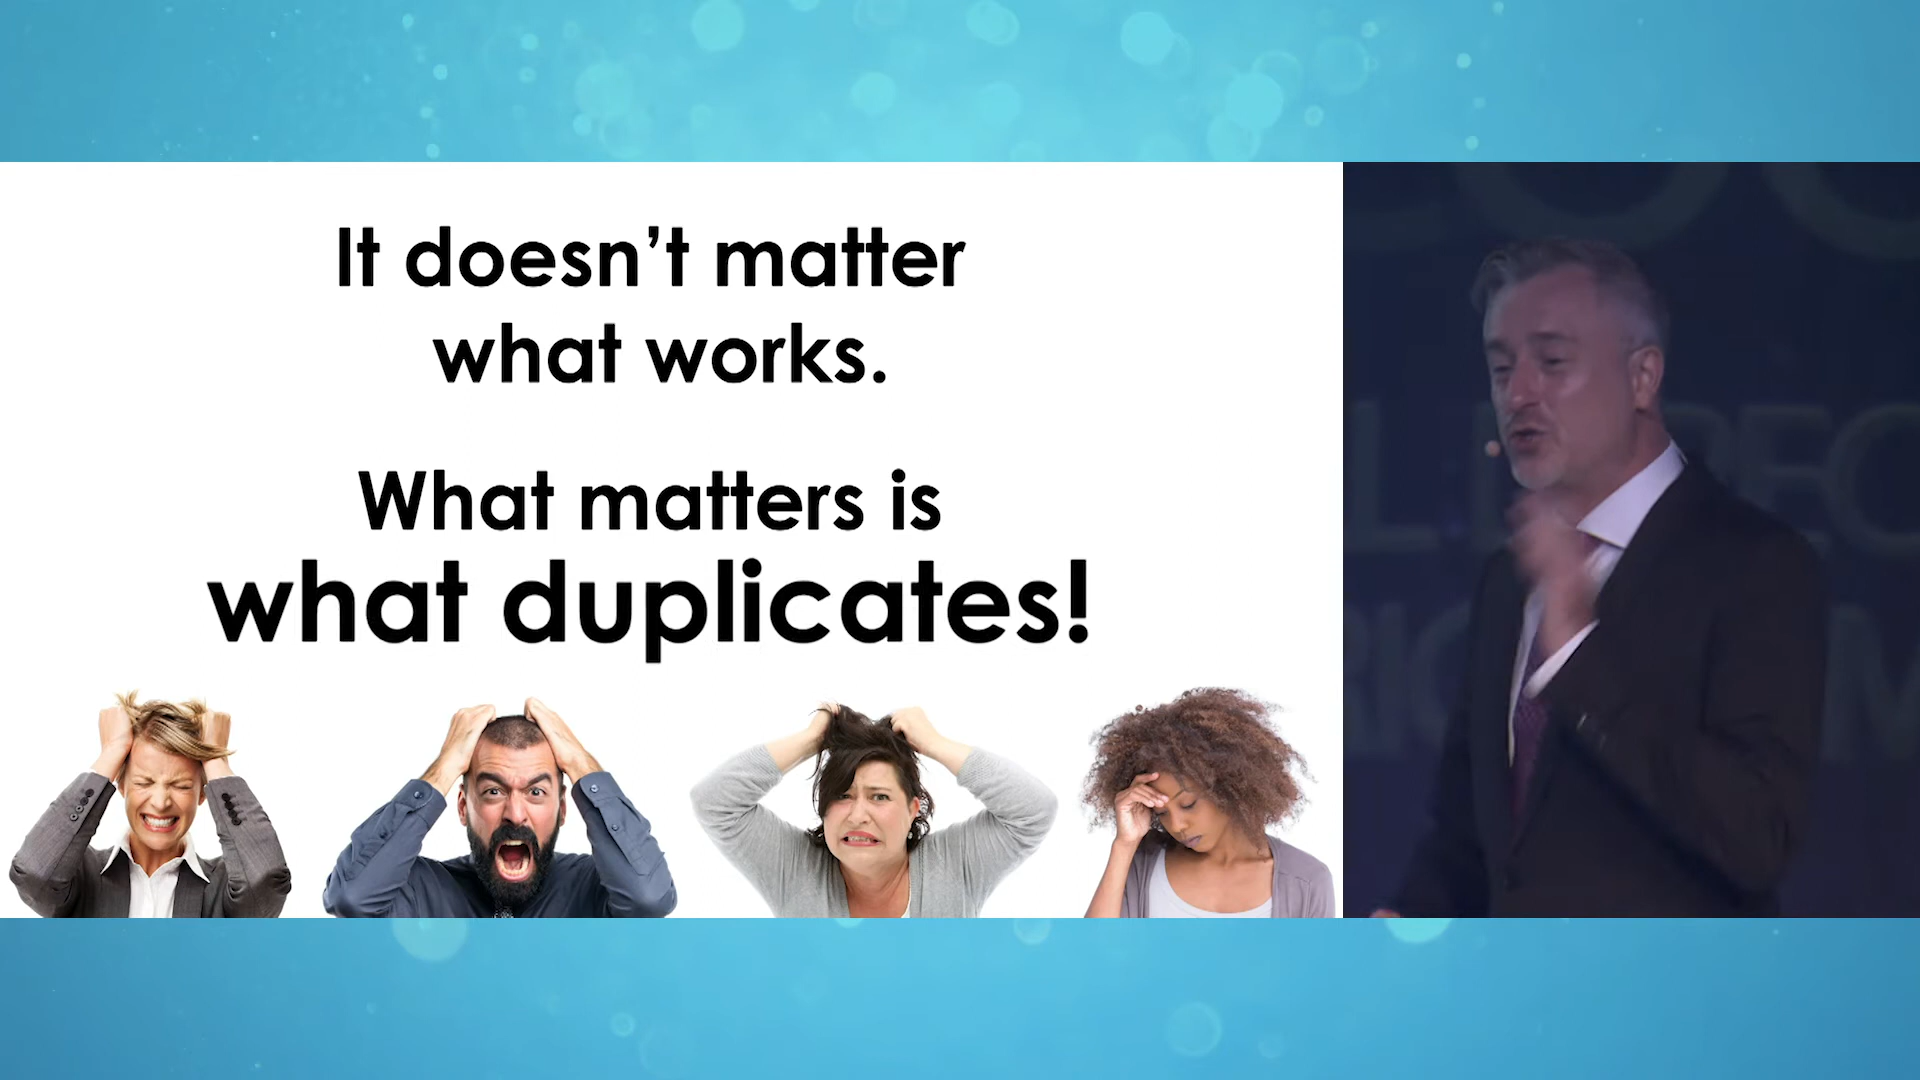 It doesn’t matter
what works.
What matters is
what duplicates!